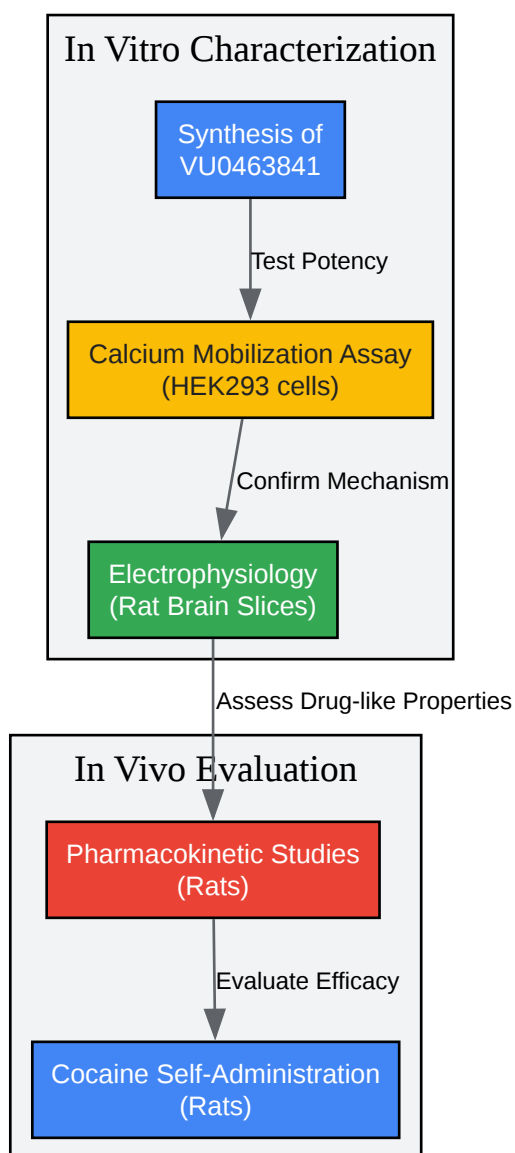 In Vitro Characterization
Synthesis of
VU0463841
Test Potency
Calcium Mobilization Assay
(HEK293 cells)
Confirm Mechanism
Electrophysiology
(Rat Brain Slices)
Assess Drug-like Properties
In Vivo Evaluation
Pharmacokinetic Studies
(Rats)
Evaluate Efficacy
Cocaine Self-Administration
(Rats)